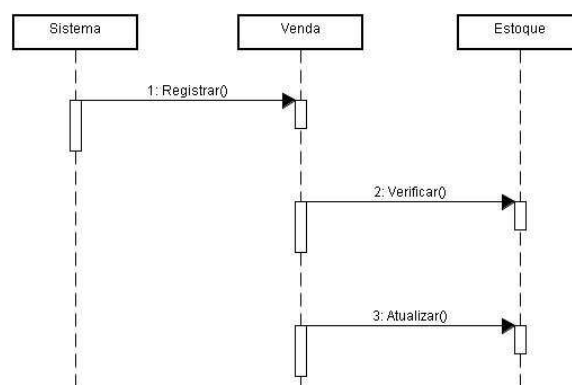 Sistema
Venda
Estoque
1: Registrar()
2: Verificar()
3: Atualizar()